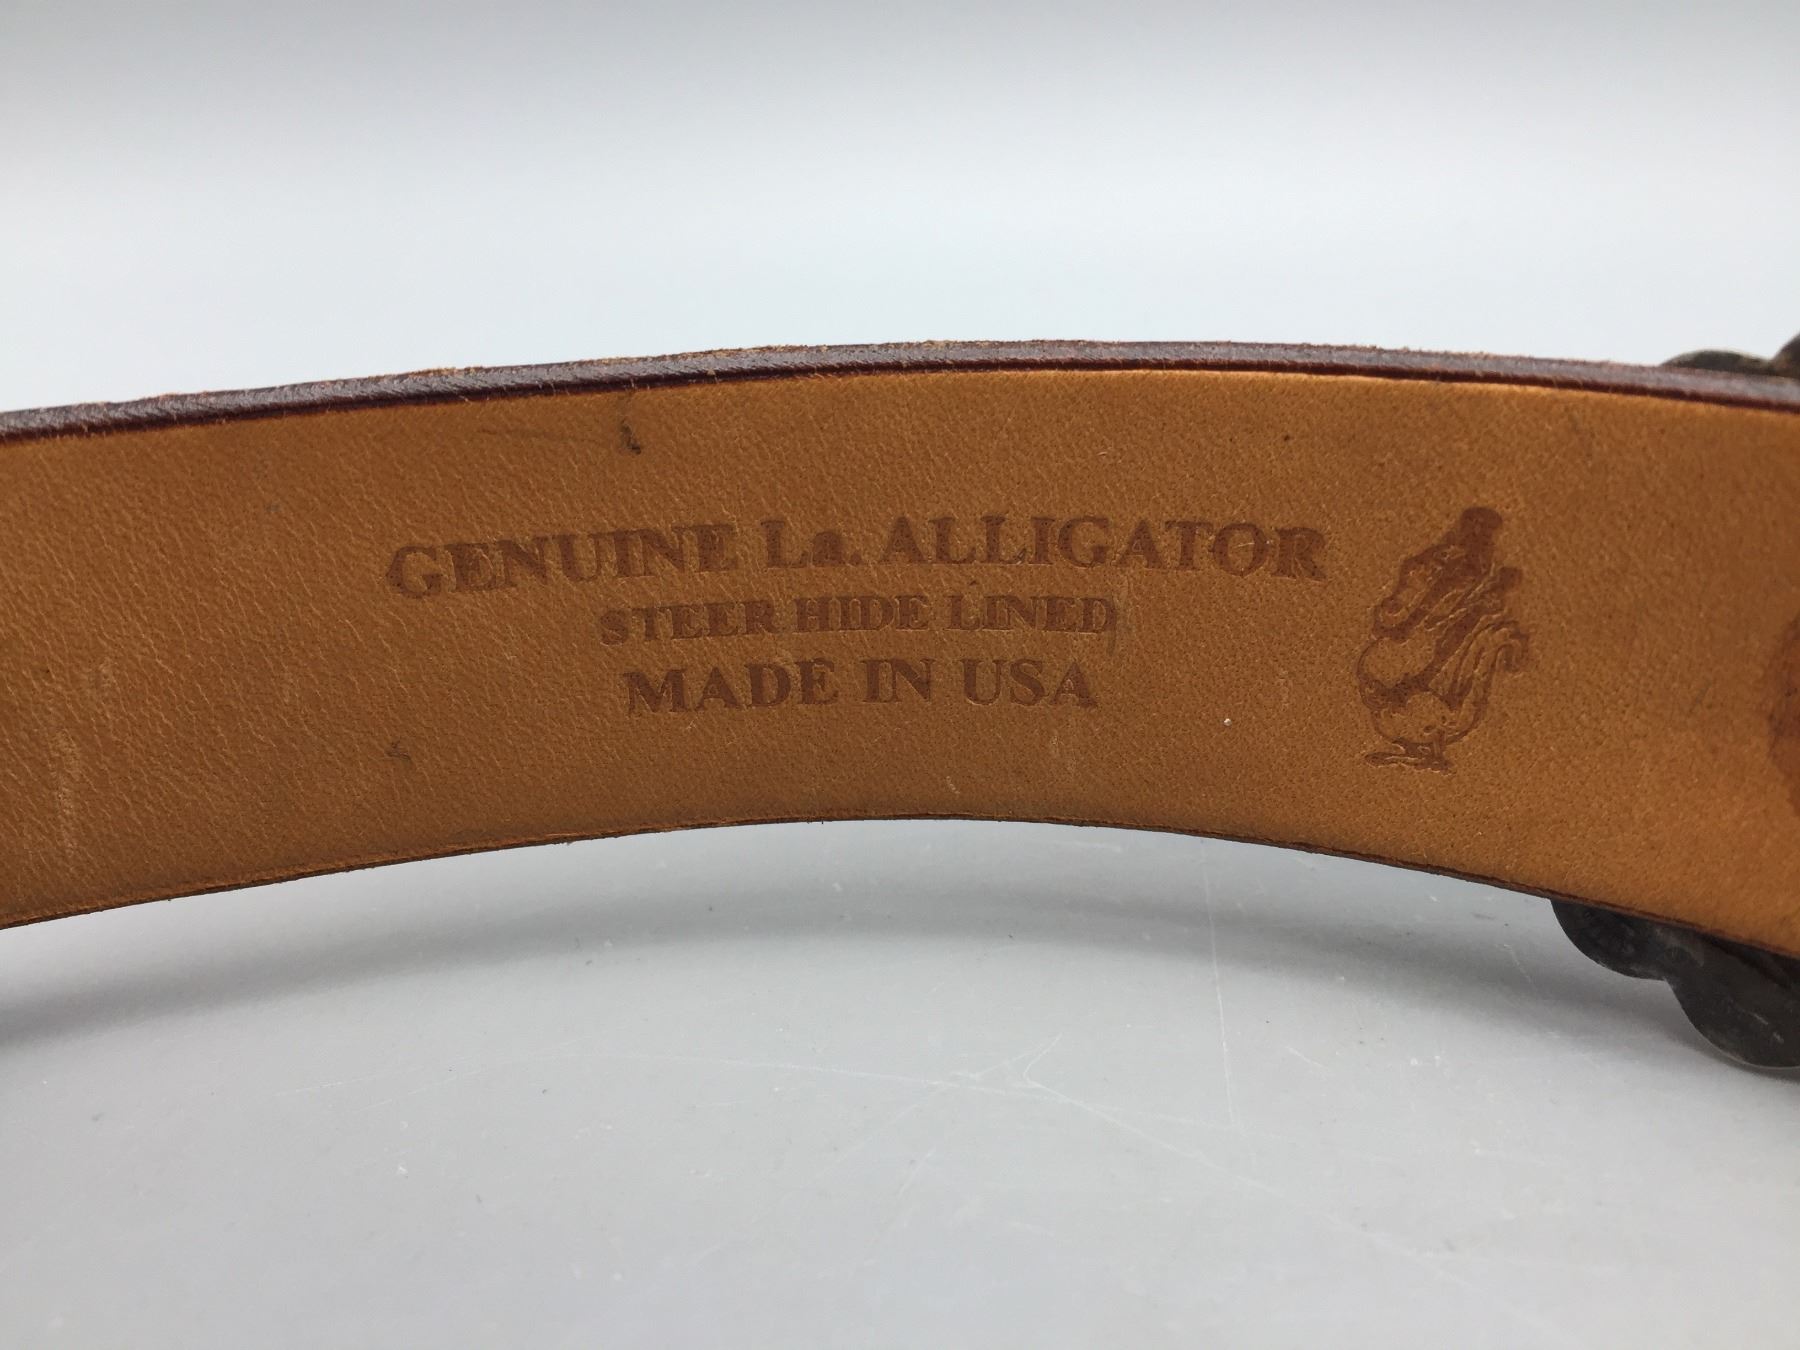 GENUINE La. ALLIGATOR
STEER HIDE LINED
MADE IN USA